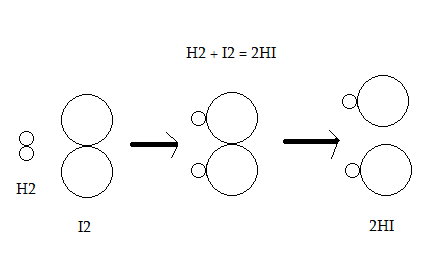 H2 + I2 = 2HI
H2
I2
2HI